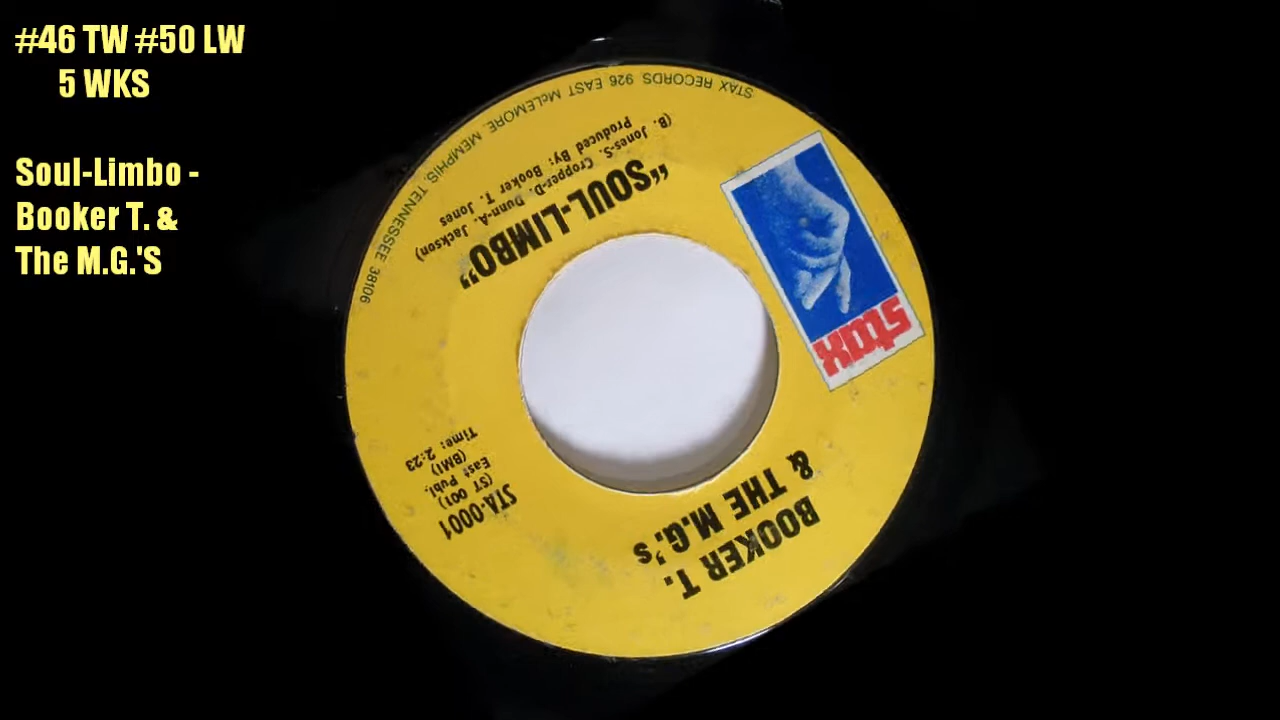 #46 TW #50 LW
5 WKS
Soul-Limbo -
Booker T. &
The M.G.'S
STAX RECORDS 926 EAST McLEMORE, MEMPHIS, TENNESSEE 38106
stax
"SOUL-LIMBO"
(B. Jones-S. Cropper-D. Dunn-A. Jackson)
Produced By: Booker T. Jones
STA-0001
(ST 001)
East Publ.
(BMI)
Time: 2:23
BOOKER T.
& THE M.G.'s